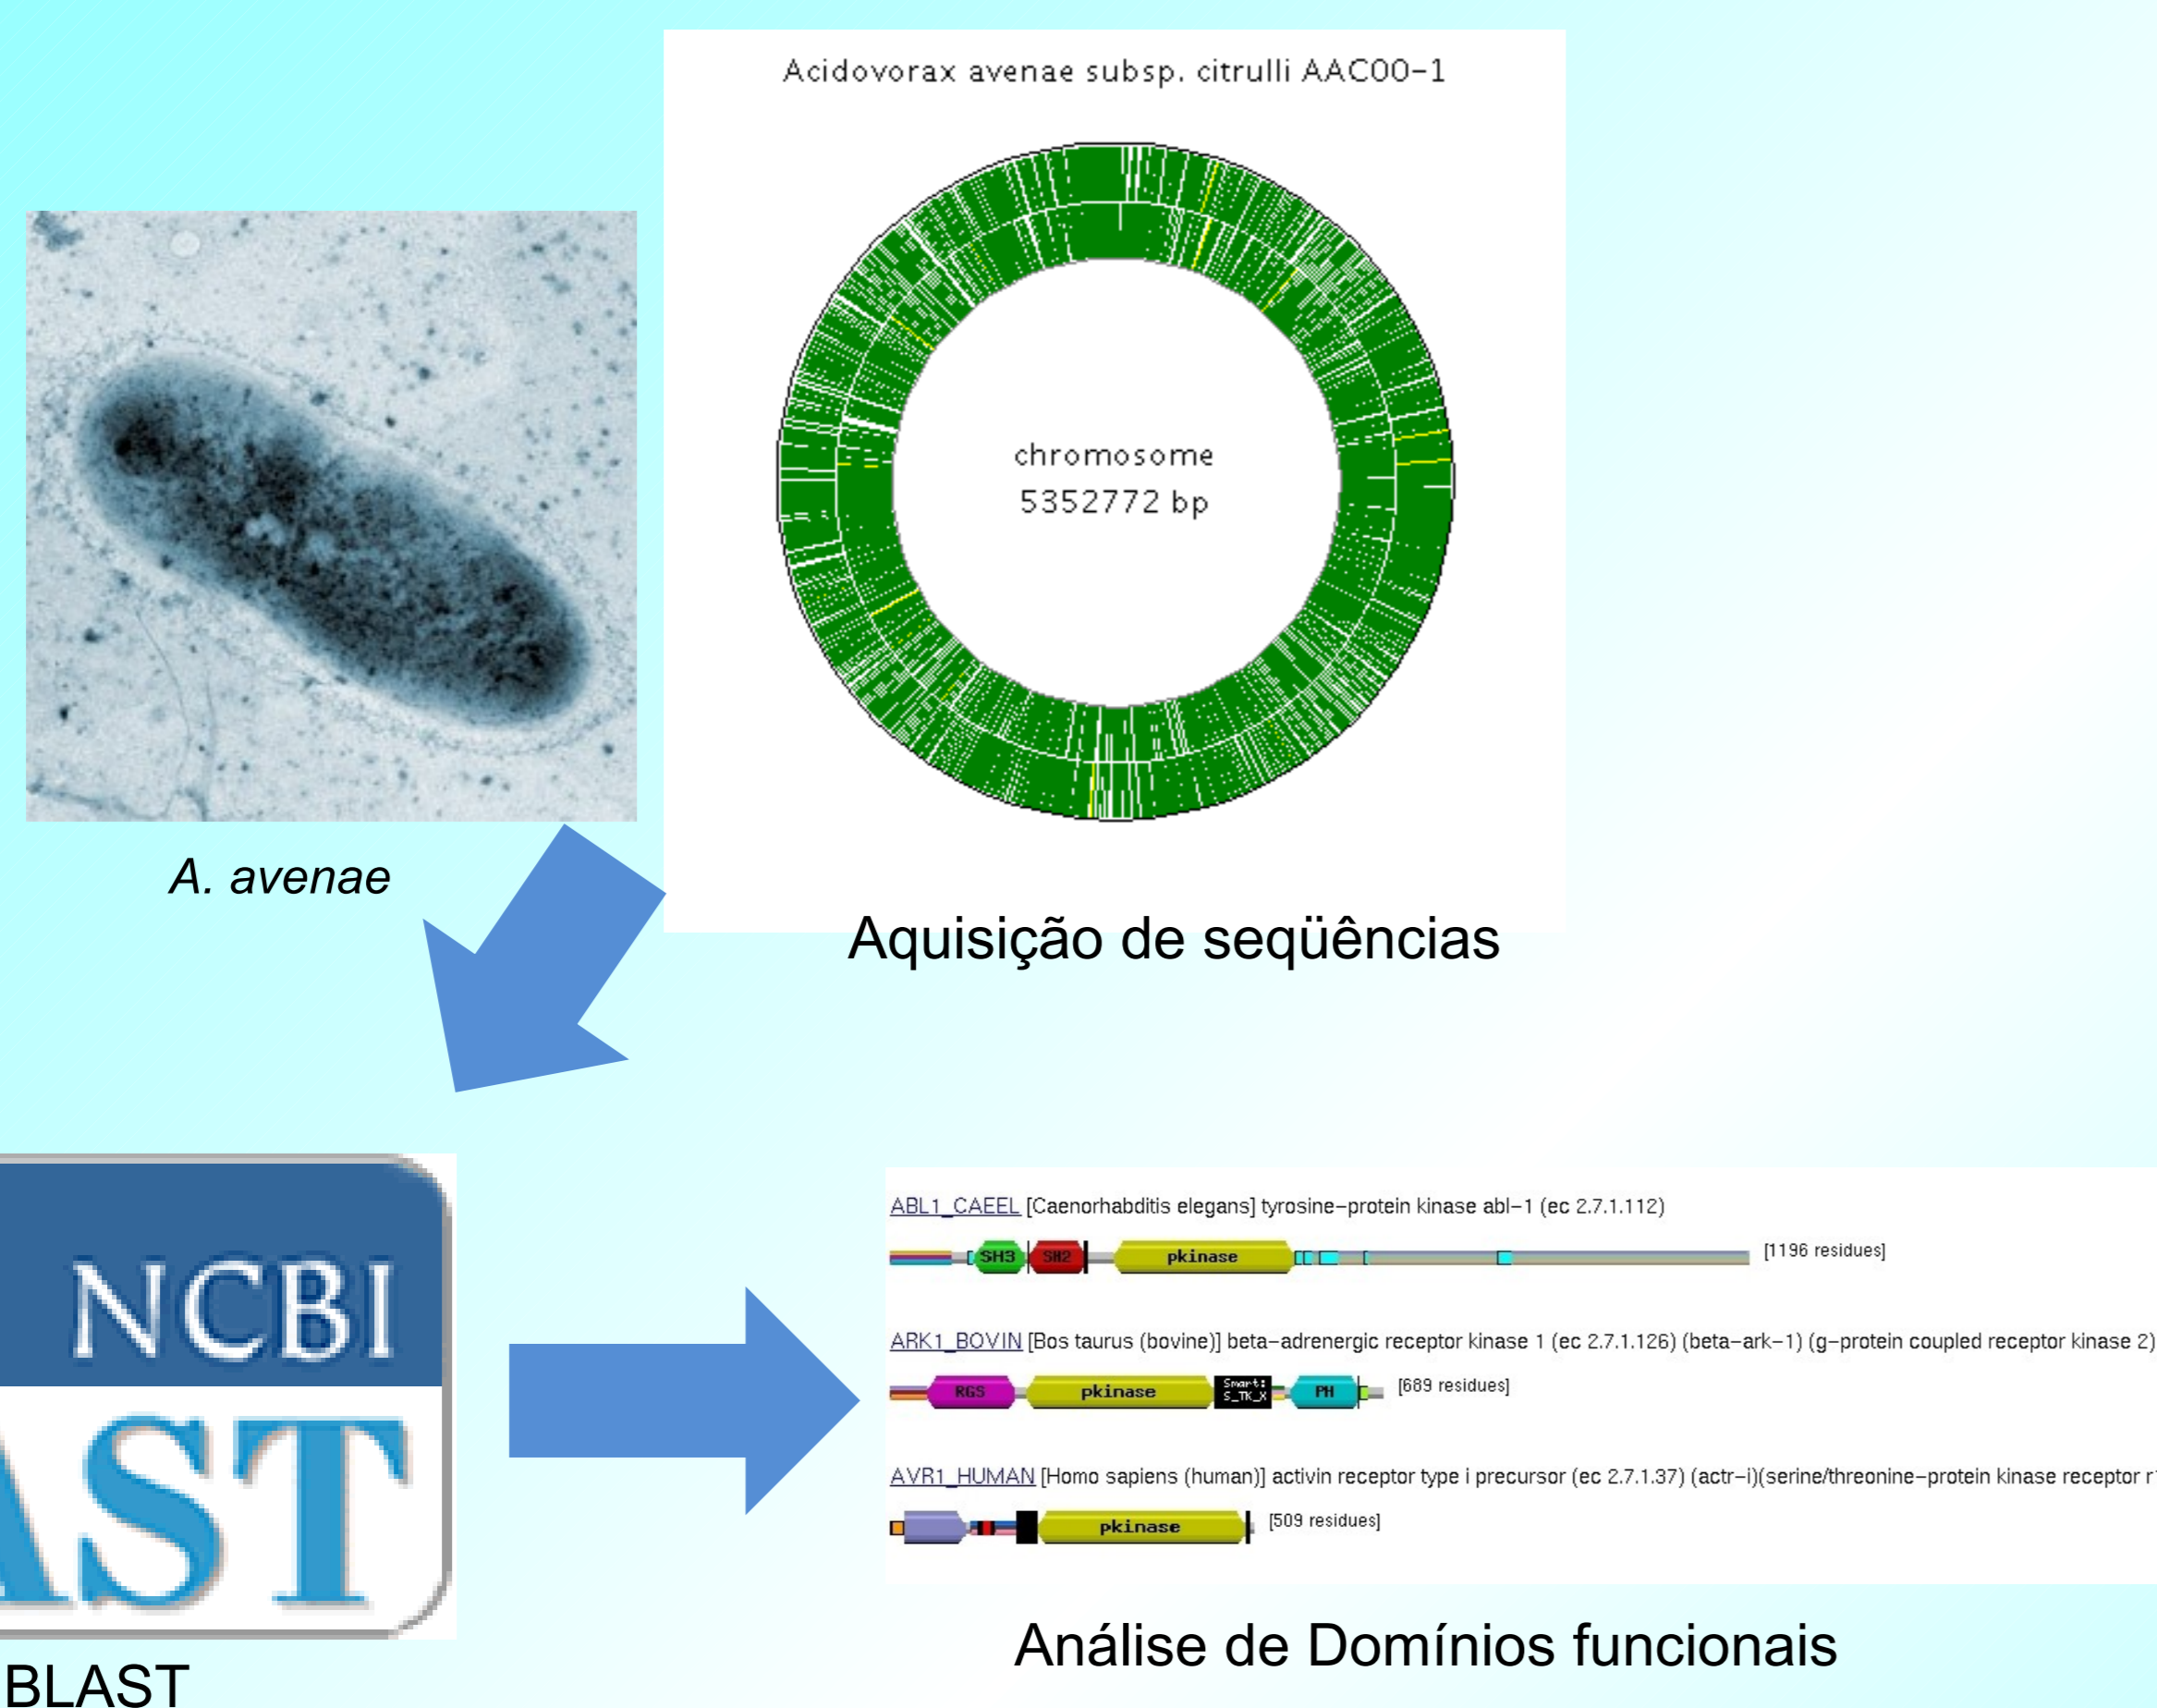 Acidovorax avenae subsp. citrulli AAC00-1
chromosome
5352772 bp
A. avenae
Aquisição de seqüências
NCBI
AST
BLAST
ABL1_CAEEL [Caenorhabditis elegans] tyrosine-protein kinase abl-1 (ec 2.7.1.112)
SH3 SH2 pkinase [1196 residues]
ARK1_BOVIN [Bos taurus (bovine)] beta-adrenergic receptor kinase 1 (ec 2.7.1.126) (beta-ark-1) (g-protein coupled receptor kinase 2)
RGS pkinase Smart: S_TK_X PH [689 residues]
AVR1_HUMAN [Homo sapiens (human)] activin receptor type i precursor (ec 2.7.1.37) (actr-i)(serine/threonine-protein kinase receptor r
pkinase [509 residues]
Análise de Domínios funcionais